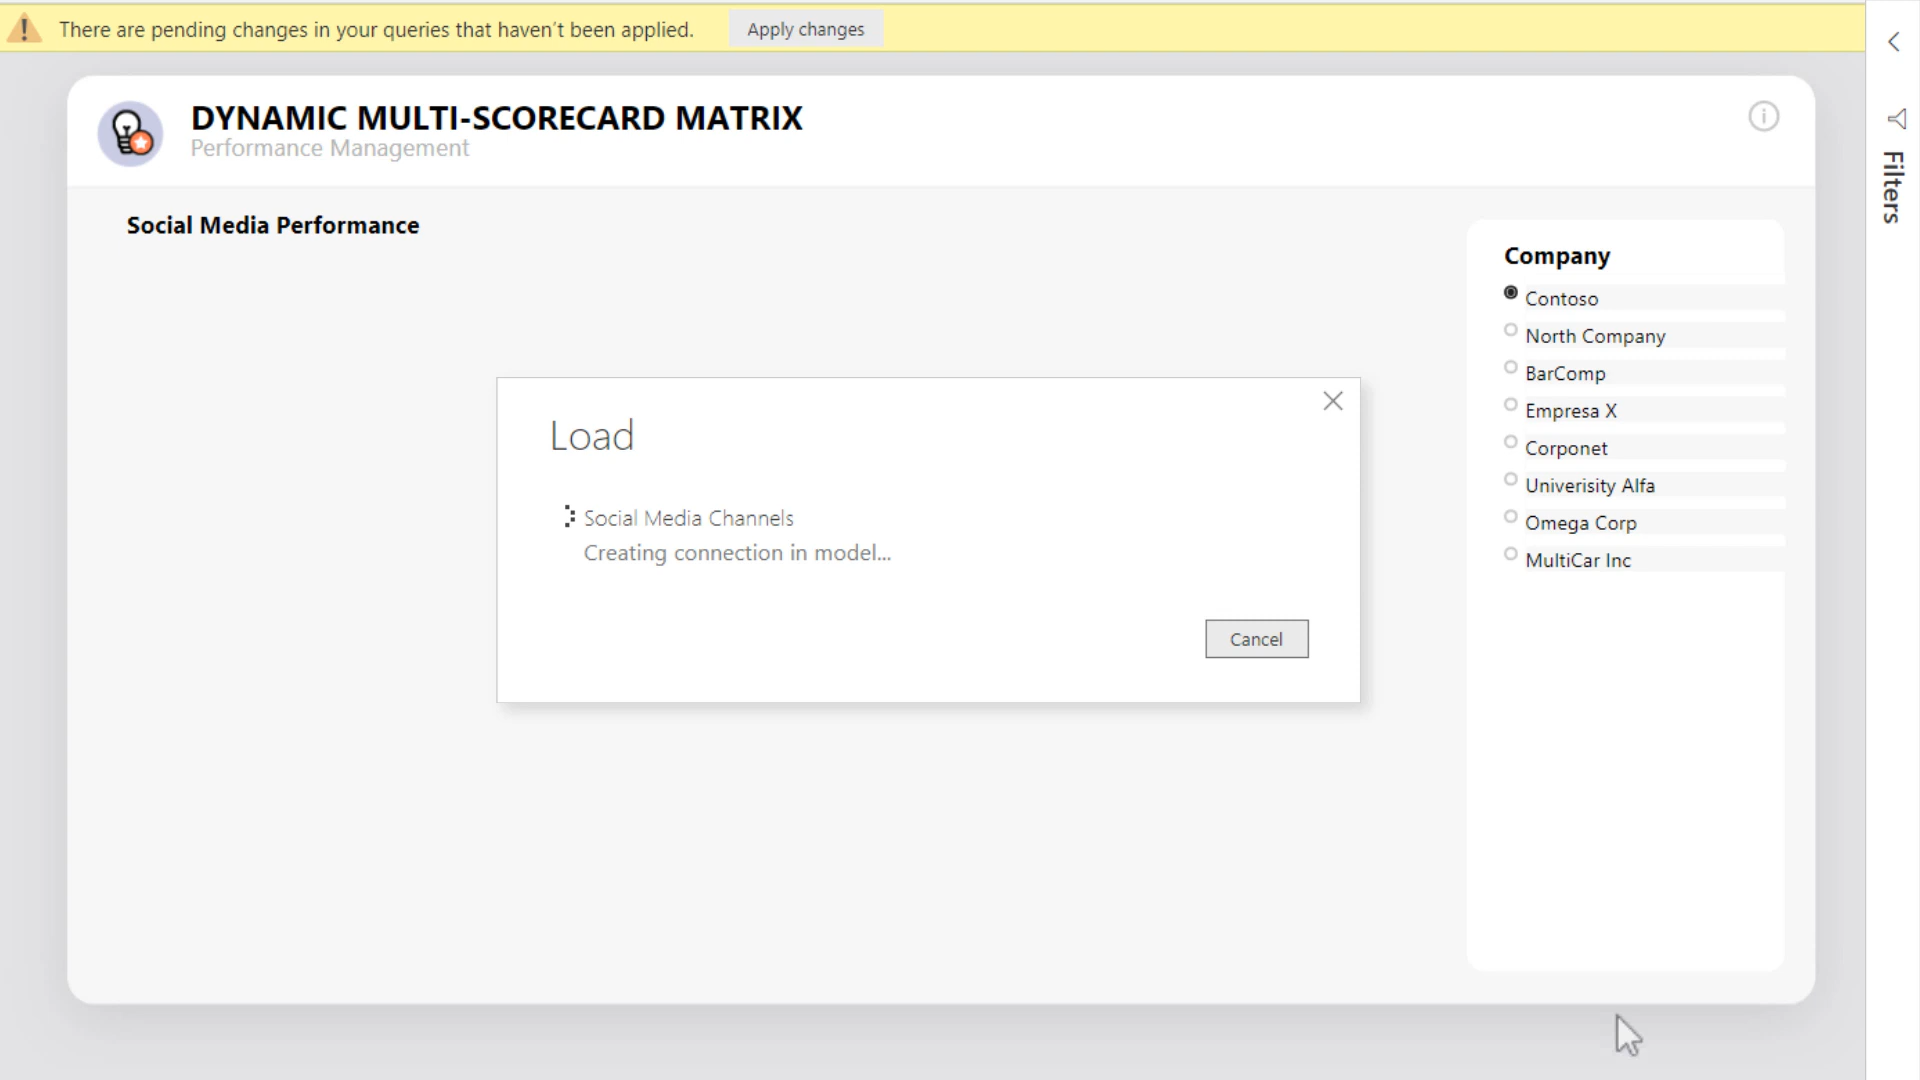 There are pending changes in your queries that haven't been applied.
Apply changes
DYNAMIC MULTI-SCORECARD MATRIX
Performance Management
Filters
Social Media Performance
Company
Contoso
North Company
BarComp
Empresa X
Corponet
Univerisity Alfa
Omega Corp
MultiCar Inc
Load
Social Media Channels
Creating connection in model...
Cancel